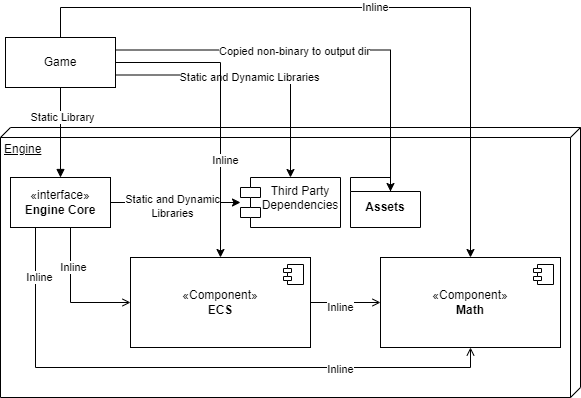 Inline
Game
Copied non-binary to output dir
Static and Dynamic Libraries
Static Library
Engine
Inline
«interface»
Engine Core
Static and Dynamic
Libraries
Third Party
Dependencies
Assets
Inline
Inline
«Component»
ECS
Inline
«Component»
Math
Inline